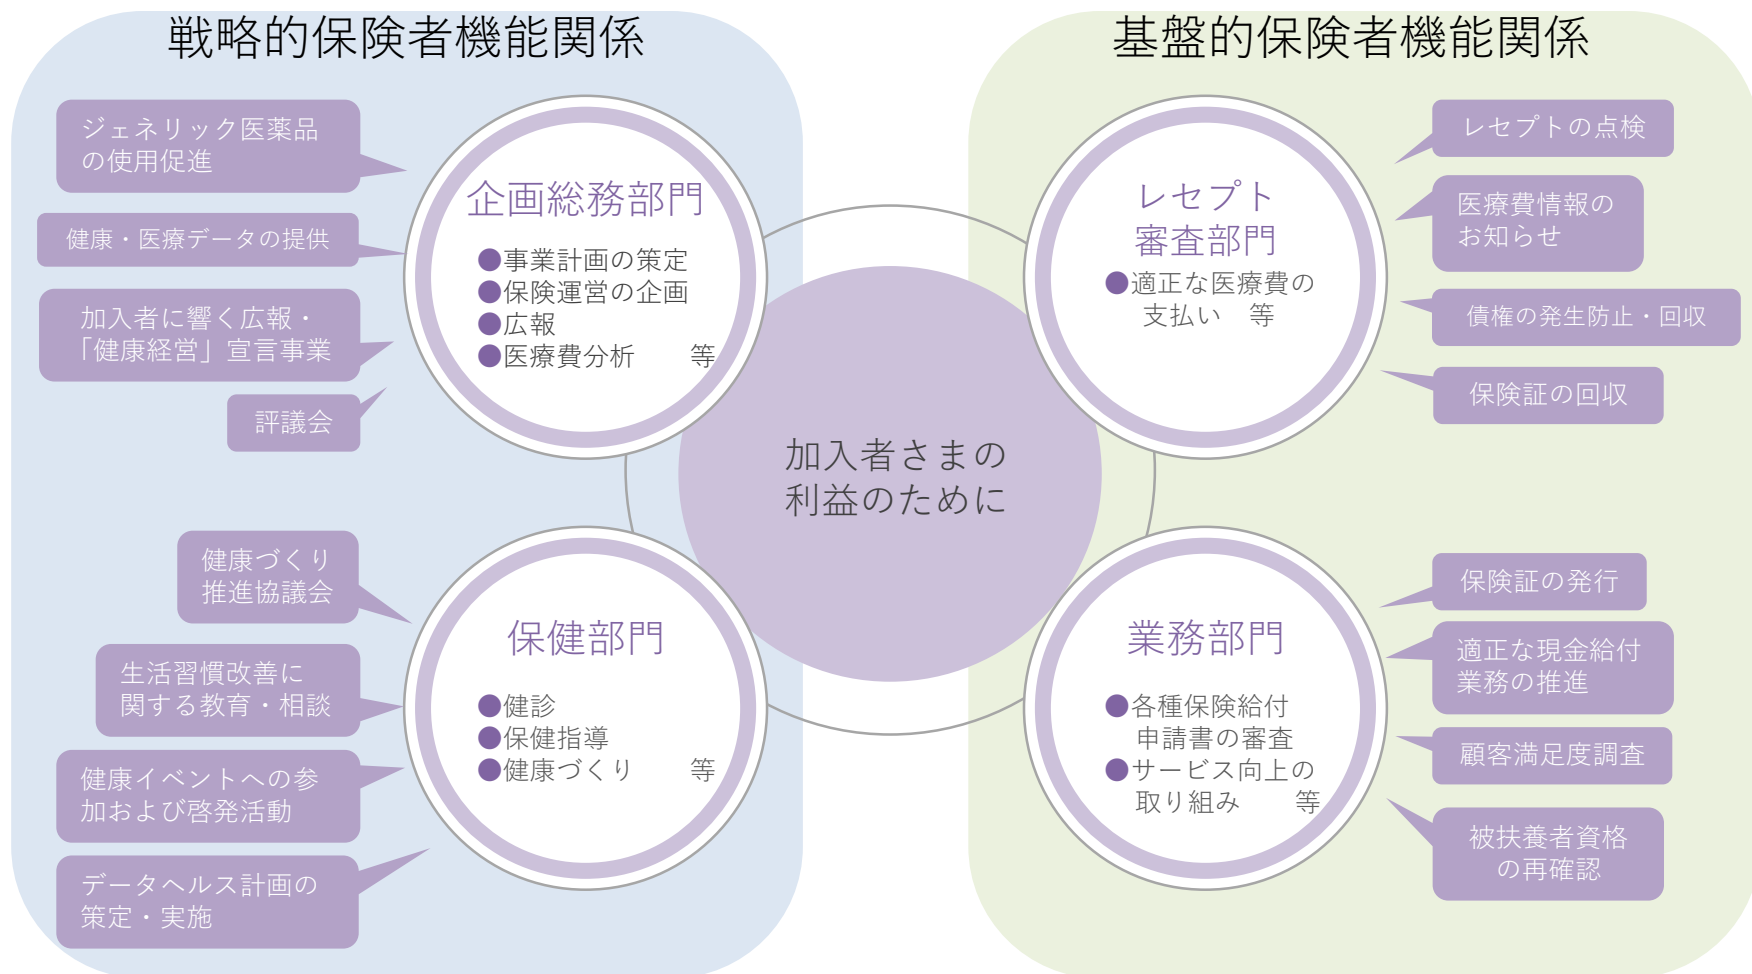 戦略的保険者機能関係
ジェネリック医薬品
の使用促進
健康・医療データの提供
加入者に響く広報・
「健康経営」宣言事業
評議会
企画総務部門
●事業計画の策定
●保険運営の企画
●広報
●医療費分析　　等
健康づくり
推進協議会
生活習慣改善に
関する教育・相談
健康イベントへの参
加および啓発活動
データヘルス計画の
策定・実施
保健部門
●健診
●保健指導
●健康づくり　　等
加入者さまの
利益のために
基盤的保険者機能関係
レセプト
審査部門
●適正な医療費の
支払い　等
レセプトの点検
医療費情報の
お知らせ
債権の発生防止・回収
保険証の回収
業務部門
●各種保険給付
申請書の審査
●サービス向上の
取り組み　　等
保険証の発行
適正な現金給付
業務の推進
顧客満足度調査
被扶養者資格
の再確認